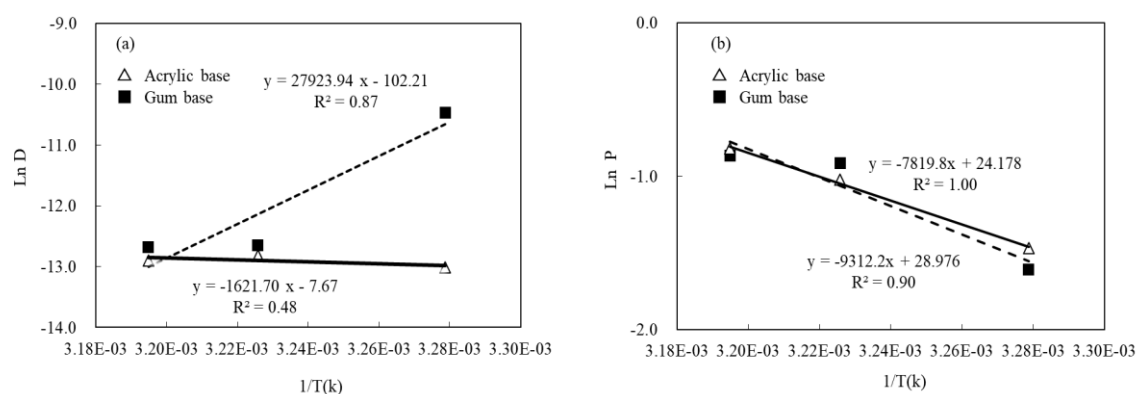 -9.0
(a)
Acrylic base
Gum base
y = 27923.94 x - 102.21
R² = 0.87
-10.0
-11.0
Ln D
-12.0
-13.0
y = -1621.70 x - 7.67
R² = 0.48
-14.0
3.18E-03 3.20E-03 3.22E-03 3.24E-03 3.26E-03 3.28E-03 3.30E-03
1/T(k)
0.0
(b)
Acrylic base
Gum base
Ln P
-1.0
y = -7819.8x + 24.178
R² = 1.00
y = -9312.2x + 28.976
R² = 0.90
-2.0
3.18E-03 3.20E-03 3.22E-03 3.24E-03 3.26E-03 3.28E-03 3.30E-03
1/T(k)